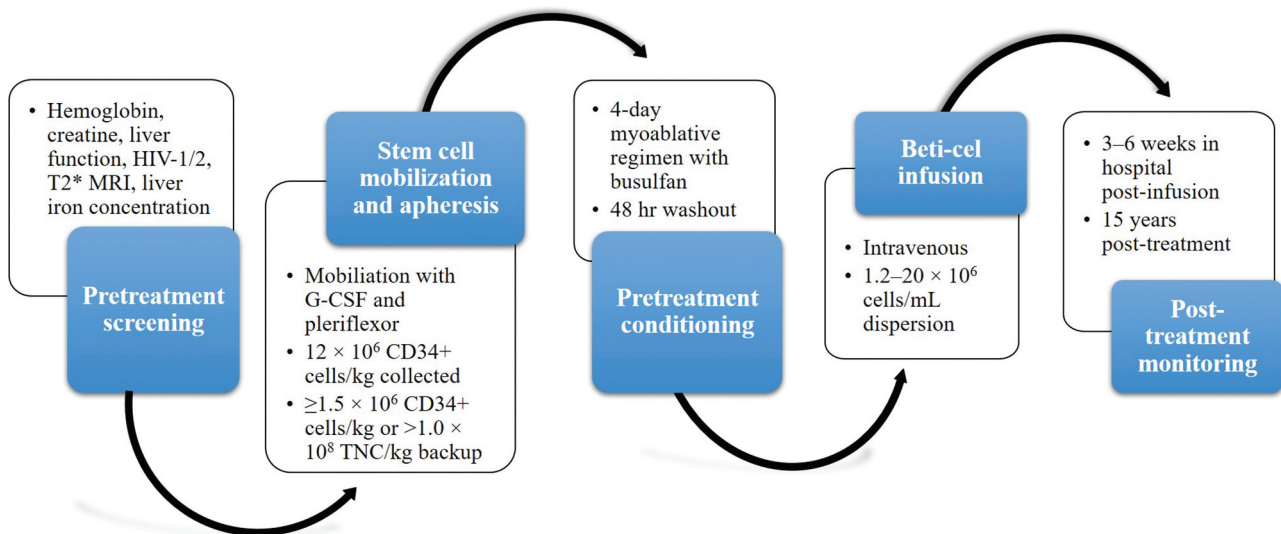 • Hemoglobin,
creatine, liver
function, HIV-1/2,
T2* MRI, liver
iron concentration
Pretreatment
screening
Stem cell
mobilization
and apheresis
• Mobiliation with
G-CSF and
pleriflexor
• 12 × 10⁶ CD34+
cells/kg collected
• ≥1.5 × 10⁶ CD34+
cells/kg or >1.0 ×
10⁸ TNC/kg backup
• 4-day
myoablative
regimen with
busulfan
• 48 hr washout
Pretreatment
conditioning
Beti-cel
infusion
• Intravenous
• 1.2–20 × 10⁶
cells/mL
dispersion
• 3–6 weeks in
hospital
post-infusion
• 15 years
post-treatment
Post-
treatment
monitoring